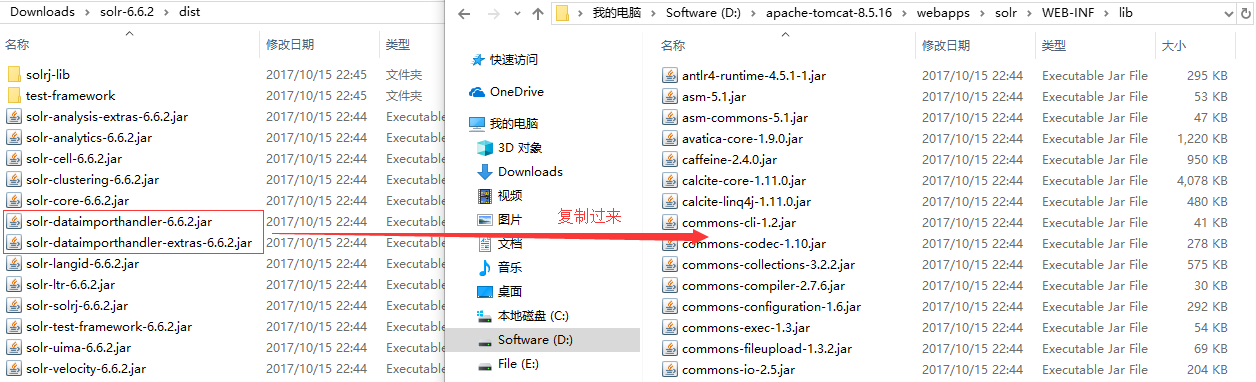 Downloads > solr-6.6.2 > dist
名称 修改日期 类型
solrj-lib 2017/10/15 22:45 文件夹
test-framework 2017/10/15 22:45 文件夹
solr-analysis-extras-6.6.2.jar 2017/10/15 22:44 Executable
solr-analytics-6.6.2.jar 2017/10/15 22:44 Executable
solr-cell-6.6.2.jar 2017/10/15 22:44 Executable
solr-clustering-6.6.2.jar 2017/10/15 22:44 Executable
solr-core-6.6.2.jar 2017/10/15 22:44 Executable
solr-dataimporthandler-6.6.2.jar 2017/10/15 22:44 Executable
solr-dataimporthandler-extras-6.6.2.jar 2017/10/15 22:44 Executable
solr-langid-6.6.2.jar 2017/10/15 22:44 Executable
solr-ltr-6.6.2.jar 2017/10/15 22:44 Executable
solr-solrj-6.6.2.jar 2017/10/15 22:44 Executable
solr-test-framework-6.6.2.jar 2017/10/15 22:44 Executable
solr-uima-6.6.2.jar 2017/10/15 22:44 Executable
solr-velocity-6.6.2.jar 2017/10/15 22:44 Executable
我的电脑 > Software (D:) > apache-tomcat-8.5.16 > webapps > solr > WEB-INF > lib
快速访问
OneDrive
我的电脑
3D 对象
Downloads
视频
图片
文档
音乐
桌面
本地磁盘 (C:)
Software (D:)
File (E:)
复制过来
名称 修改日期 类型 大小
antlr4-runtime-4.5.1-1.jar 2017/10/15 22:44 Executable Jar File 295 KB
asm-5.1.jar 2017/10/15 22:44 Executable Jar File 53 KB
asm-commons-5.1.jar 2017/10/15 22:44 Executable Jar File 47 KB
avatica-core-1.9.0.jar 2017/10/15 22:44 Executable Jar File 1,220 KB
caffeine-2.4.0.jar 2017/10/15 22:44 Executable Jar File 950 KB
calcite-core-1.11.0.jar 2017/10/15 22:44 Executable Jar File 4,078 KB
calcite-linq4j-1.11.0.jar 2017/10/15 22:44 Executable Jar File 480 KB
commons-cli-1.2.jar 2017/10/15 22:44 Executable Jar File 41 KB
commons-codec-1.10.jar 2017/10/15 22:44 Executable Jar File 278 KB
commons-collections-3.2.2.jar 2017/10/15 22:44 Executable Jar File 575 KB
commons-compiler-2.7.6.jar 2017/10/15 22:44 Executable Jar File 30 KB
commons-configuration-1.6.jar 2017/10/15 22:44 Executable Jar File 292 KB
commons-exec-1.3.jar 2017/10/15 22:44 Executable Jar File 54 KB
commons-fileupload-1.3.2.jar 2017/10/15 22:44 Executable Jar File 69 KB
commons-io-2.5.jar 2017/10/15 22:44 Executable Jar File 204 KB